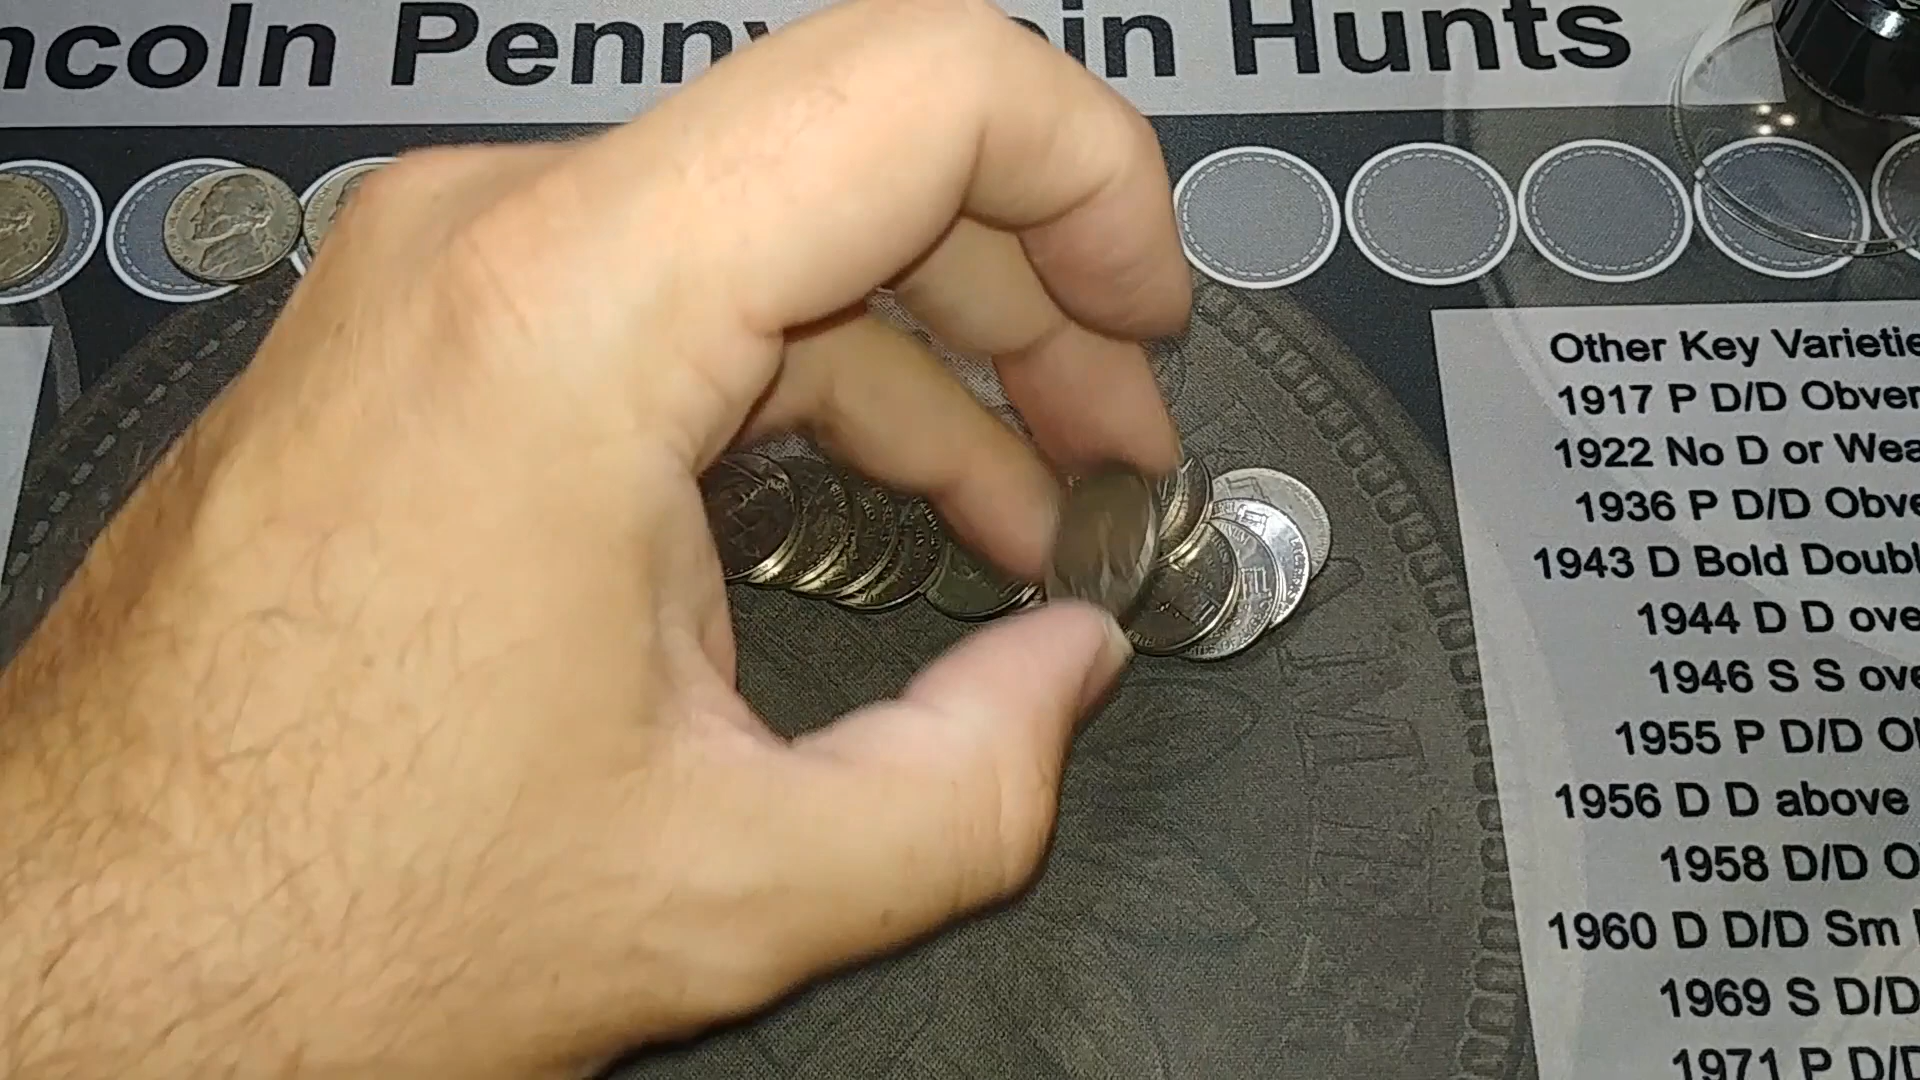 ncoln Penny in Hunts
Other Key Varietie
1917 P D/D Obver
1922 No D or Wea
1936 P D/D Obve
1943 D Bold Doubl
1944 D D ove
1946 S S ove
1955 P D/D O
1956 D D above
1958 D/D O
1960 D D/D Sm
1969 S D/D
1971 P D/D